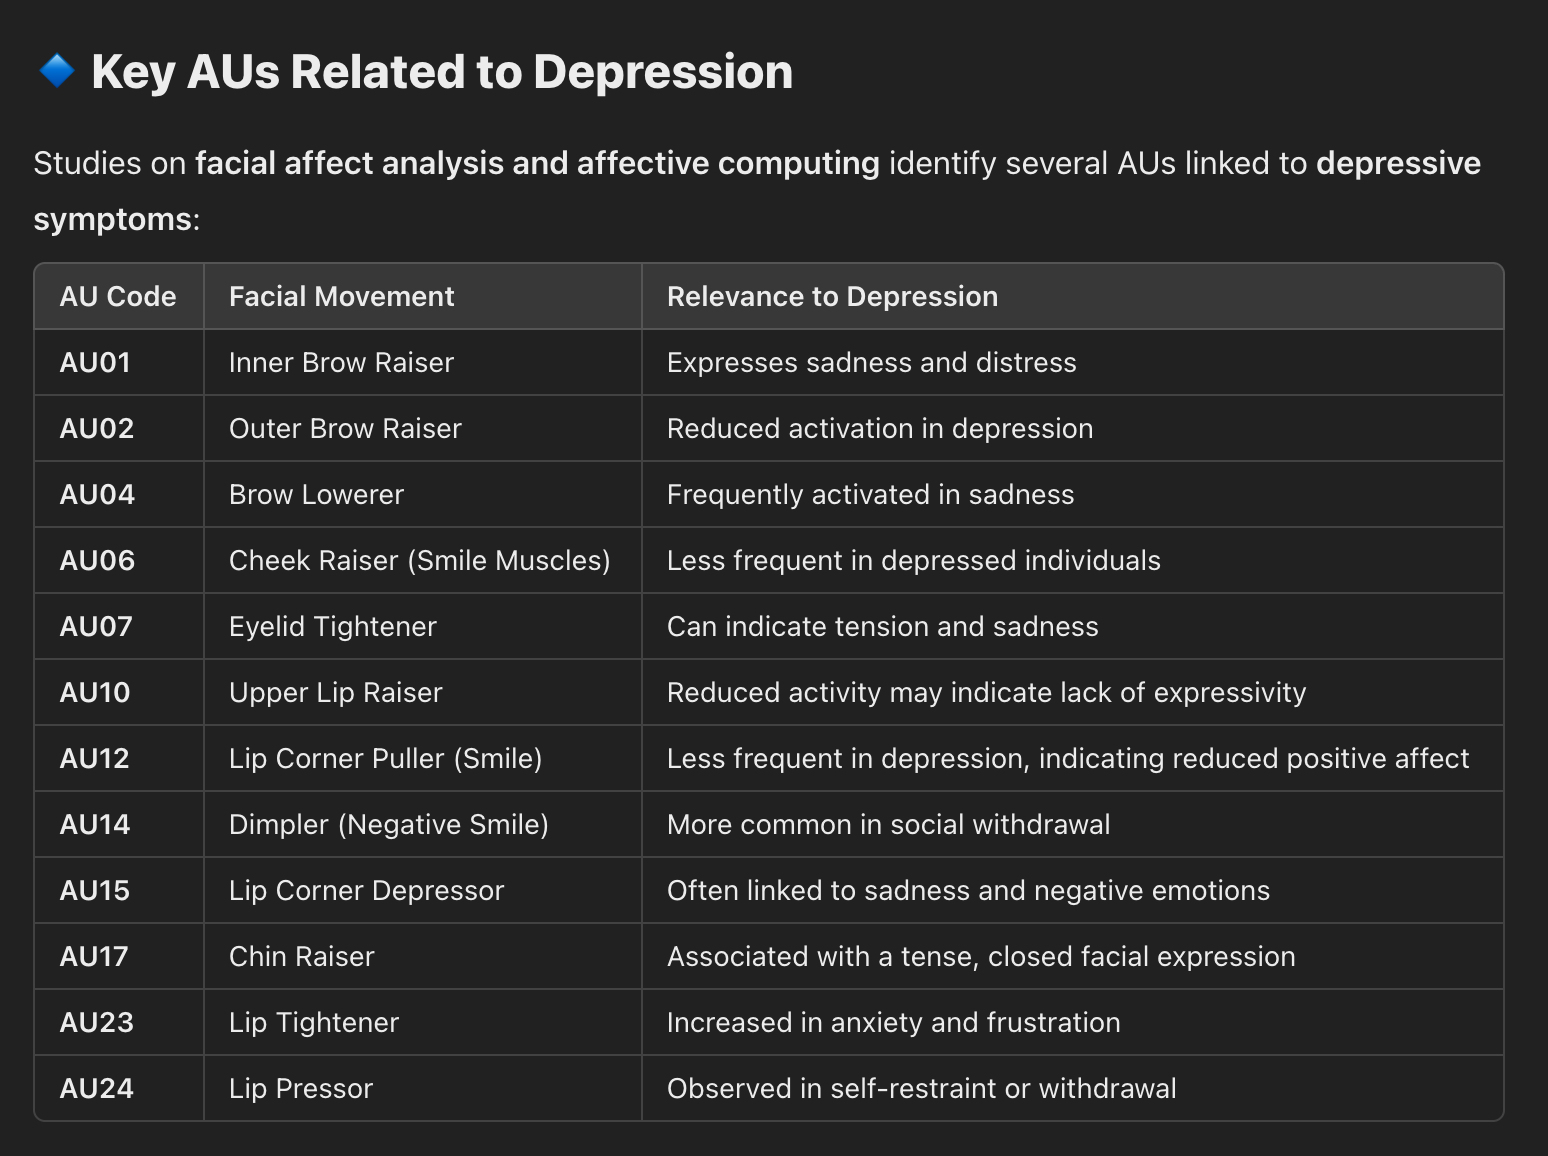 🔷 Key AUs Related to Depression
Studies on facial affect analysis and affective computing identify several AUs linked to depressive
symptoms:
AU Code Facial Movement Relevance to Depression
AU01 Inner Brow Raiser Expresses sadness and distress
AU02 Outer Brow Raiser Reduced activation in depression
AU04 Brow Lowerer Frequently activated in sadness
AU06 Cheek Raiser (Smile Muscles) Less frequent in depressed individuals
AU07 Eyelid Tightener Can indicate tension and sadness
AU10 Upper Lip Raiser Reduced activity may indicate lack of expressivity
AU12 Lip Corner Puller (Smile) Less frequent in depression, indicating reduced positive affect
AU14 Dimpler (Negative Smile) More common in social withdrawal
AU15 Lip Corner Depressor Often linked to sadness and negative emotions
AU17 Chin Raiser Associated with a tense, closed facial expression
AU23 Lip Tightener Increased in anxiety and frustration
AU24 Lip Pressor Observed in self-restraint or withdrawal